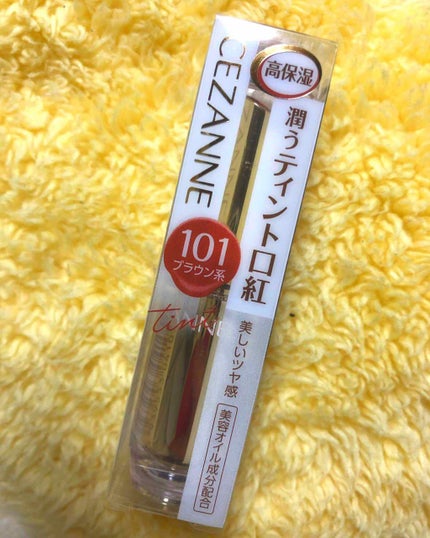 高保湿
潤うティント口紅
CEZANNE
101
ブラウン系
tint
美しいツヤ感
美容オイル成分配合